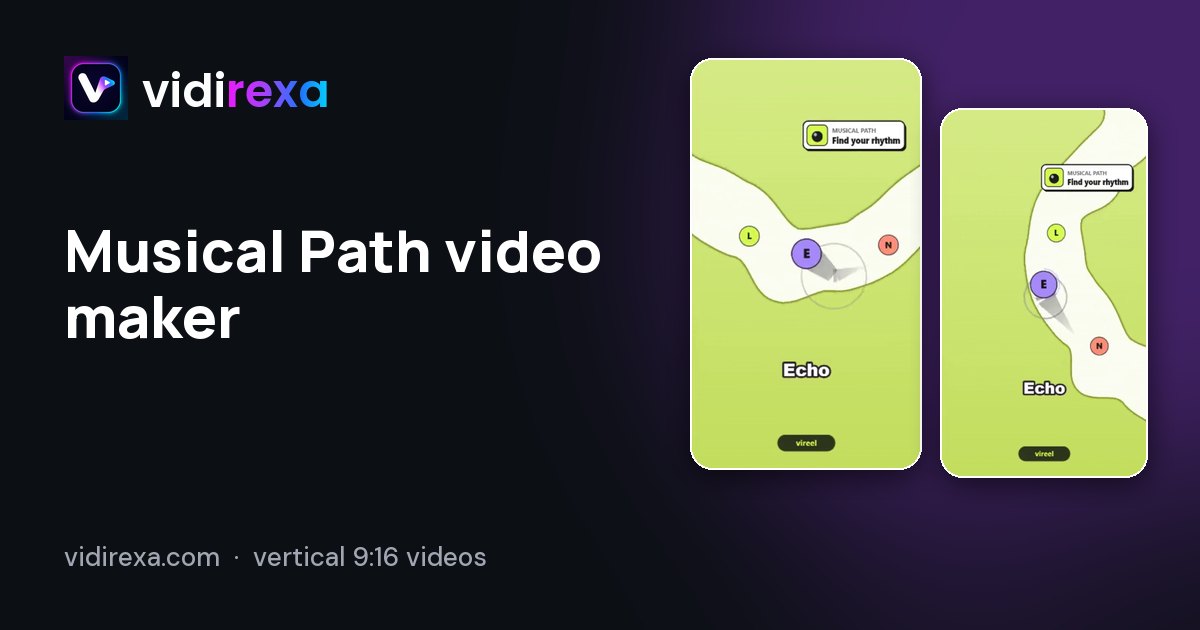 vidirexa
Musical Path video
maker
vidirexa.com · vertical 9:16 videos
MUSICAL PATH
Find your rhythm
L
E
N
Echo
vireel
MUSICAL PATH
Find your rhythm
L
E
N
Echo
vireel